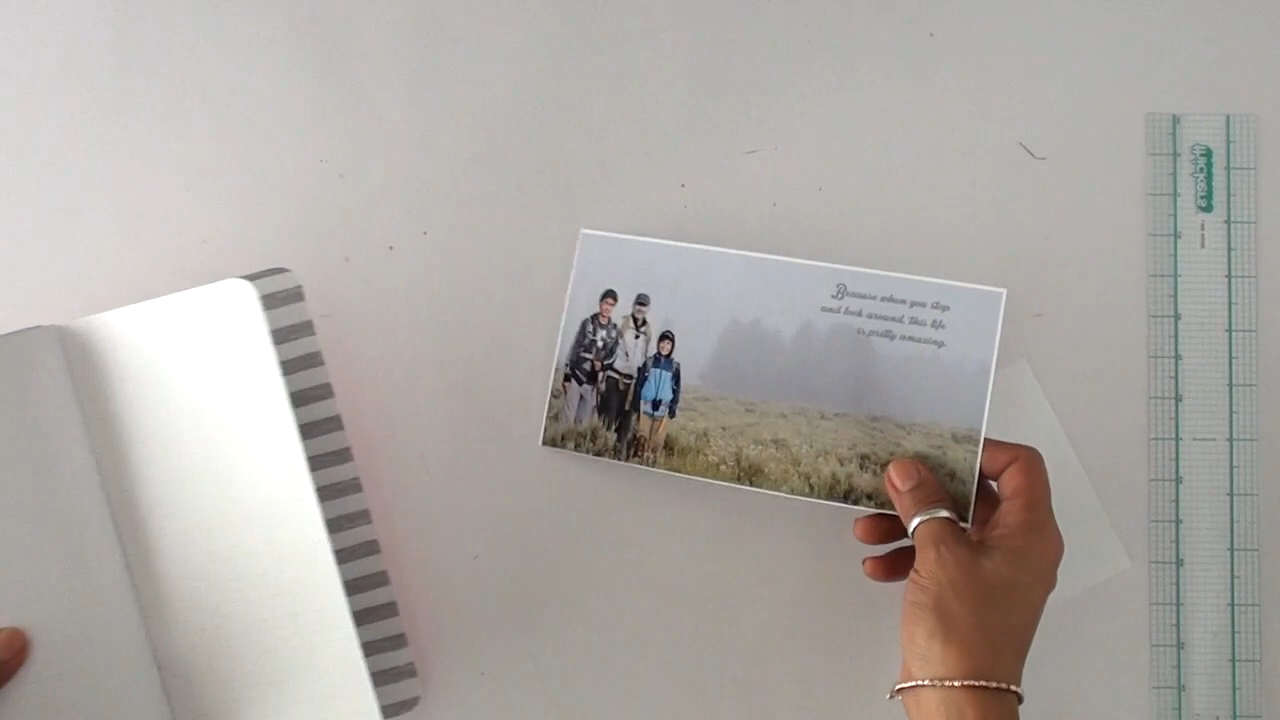 Because when you stop
and look around, this life
is pretty amazing.